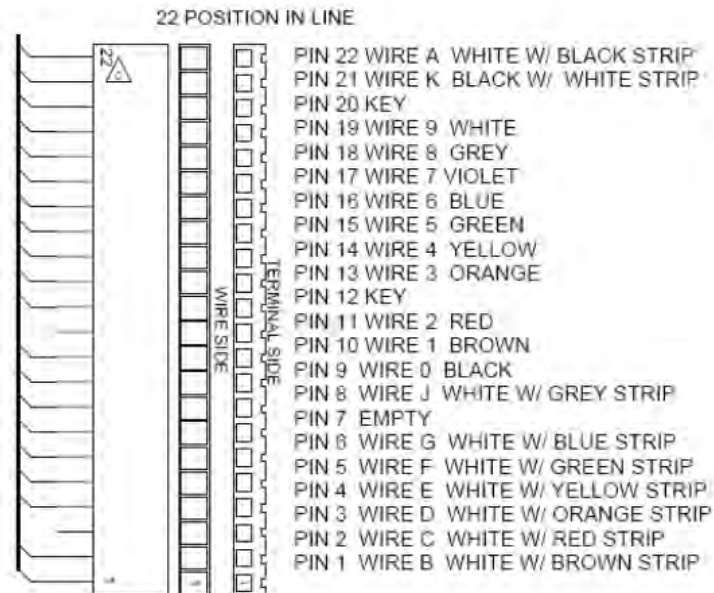 22 POSITION IN LINE
22
C
PIN 22 WIRE A WHITE W/ BLACK STRIP
PIN 21 WIRE K BLACK W/ WHITE STRIP
PIN 20 KEY
PIN 19 WIRE 9 WHITE
PIN 18 WIRE 8 GREY
PIN 17 WIRE 7 VIOLET
PIN 16 WIRE 6 BLUE
PIN 15 WIRE 5 GREEN
PIN 14 WIRE 4 YELLOW
PIN 13 WIRE 3 ORANGE
PIN 12 KEY
PIN 11 WIRE 2 RED
PIN 10 WIRE 1 BROWN
PIN 9 WIRE 0 BLACK
PIN 8 WIRE J WHITE W/ GREY STRIP
PIN 7 EMPTY
PIN 6 WIRE G WHITE W/ BLUE STRIP
PIN 5 WIRE F WHITE W/ GREEN STRIP
PIN 4 WIRE E WHITE W/ YELLOW STRIP
PIN 3 WIRE D WHITE W/ ORANGE STRIP
PIN 2 WIRE C WHITE W/ RED STRIP
PIN 1 WIRE B WHITE W/ BROWN STRIP
WIRE SIDE
TERMINAL SIDE
1
1
1